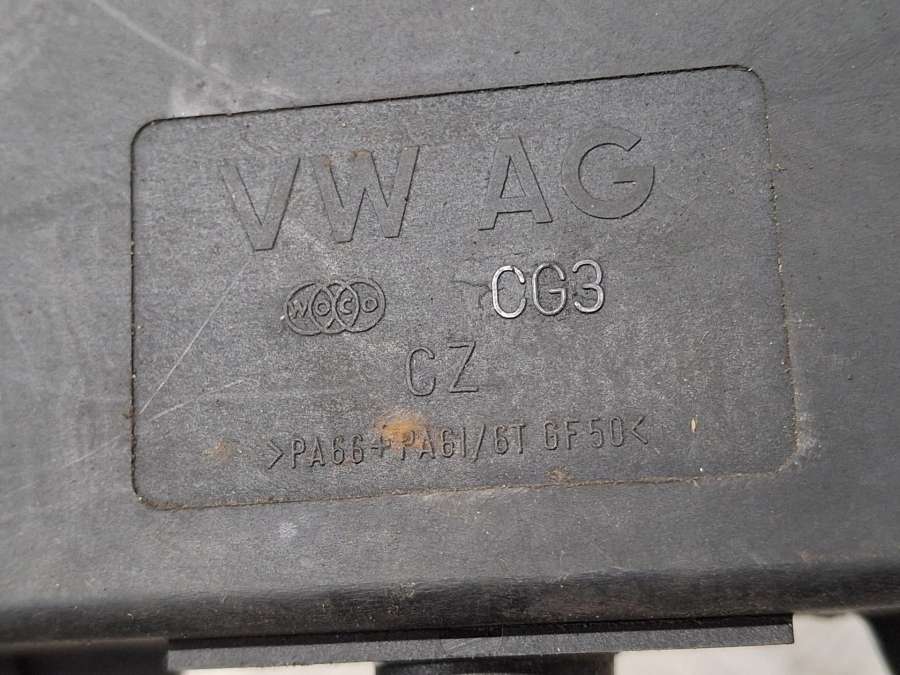 VW AG
WOCO CG3
CZ
>PA66+PA6I/6T GF50<